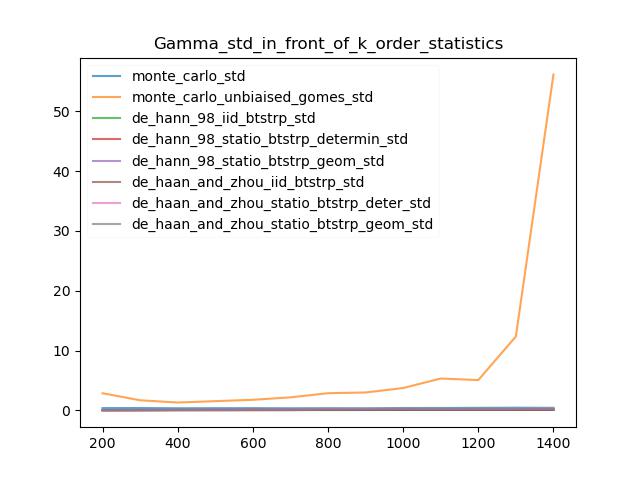 Gamma_std_in_front_of_k_order_statistics
monte_carlo_std
monte_carlo_unbiaised_gomes_std
de_hann_98_iid_btstrp_std
de_hann_98_statio_btstrp_determin_std
de_hann_98_statio_btstrp_geom_std
de_haan_and_zhou_iid_btstrp_std
de_haan_and_zhou_statio_btstrp_deter_std
de_haan_and_zhou_statio_btstrp_geom_std
50
40
30
20
10
0
200 400 600 800 1000 1200 1400